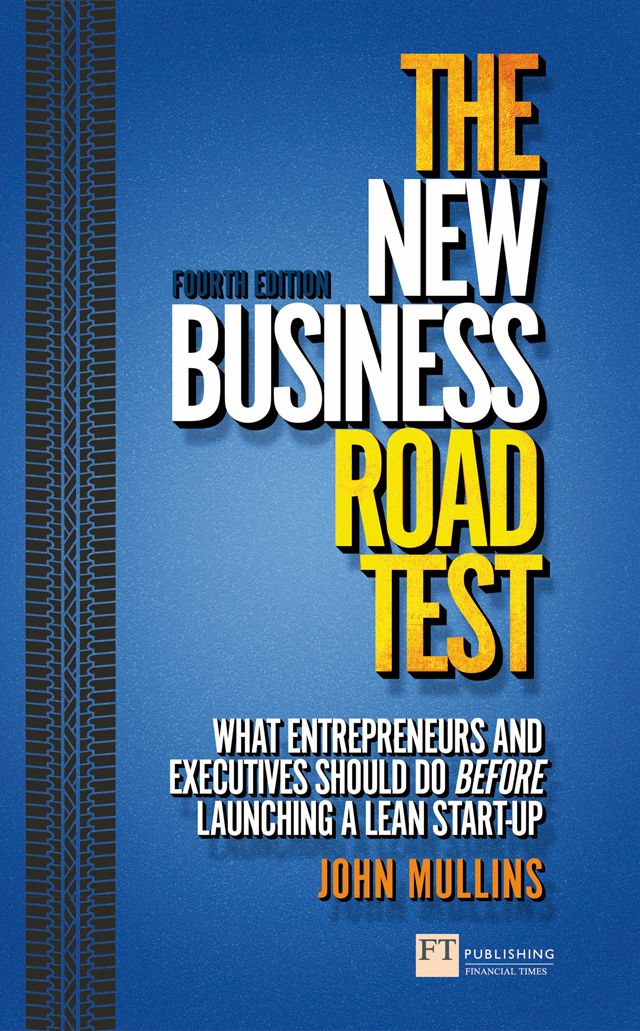 THE
NEW
FOURTH EDITION
BUSINESS
ROAD
TEST
WHAT ENTREPRENEURS AND
EXECUTIVES SHOULD DO BEFORE
LAUNCHING A LEAN START-UP
JOHN MULLINS
FT PUBLISHING
FINANCIAL TIMES